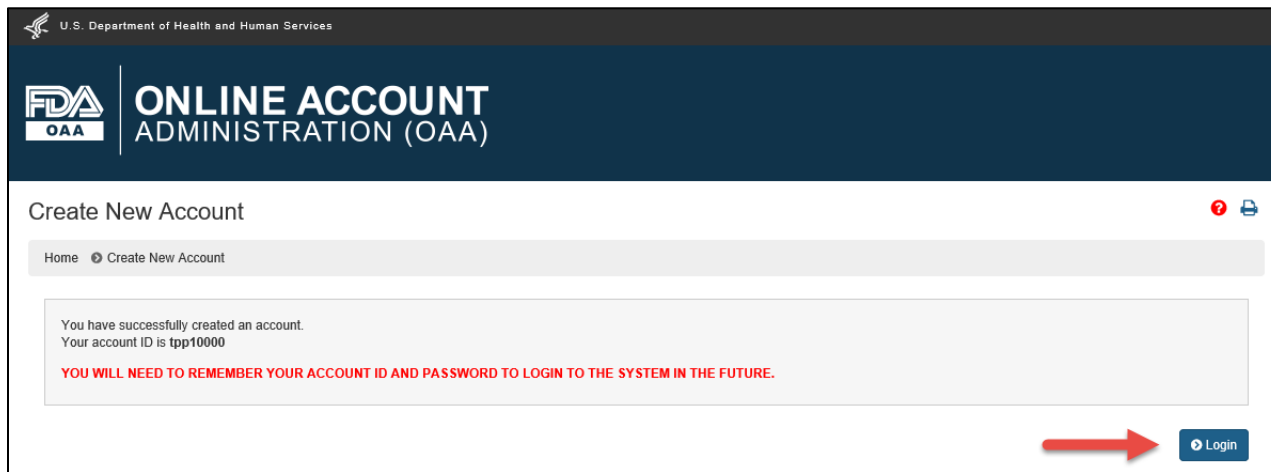 U.S. Department of Health and Human Services
FDA
OAA
ONLINE ACCOUNT
ADMINISTRATION (OAA)
Create New Account
Home Create New Account
You have successfully created an account.
Your account ID is tpp10000
YOU WILL NEED TO REMEMBER YOUR ACCOUNT ID AND PASSWORD TO LOGIN TO THE SYSTEM IN THE FUTURE.
Login